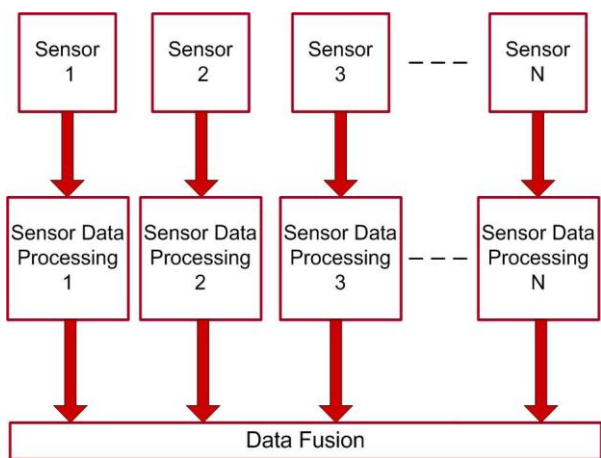 Sensor
1
Sensor
2
Sensor
3
Sensor
N
Sensor Data
Processing
1
Sensor Data
Processing
2
Sensor Data
Processing
3
Sensor Data
Processing
N
Data Fusion